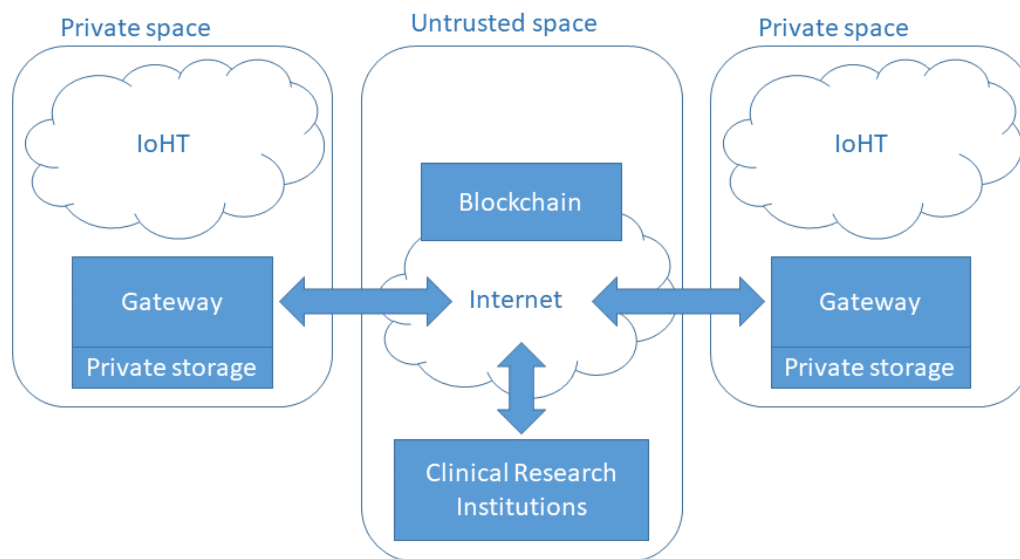 Private space
Untrusted space
Private space
IoHT
IoHT
Blockchain
Gateway
Internet
Gateway
Private storage
Private storage
Clinical Research
Institutions